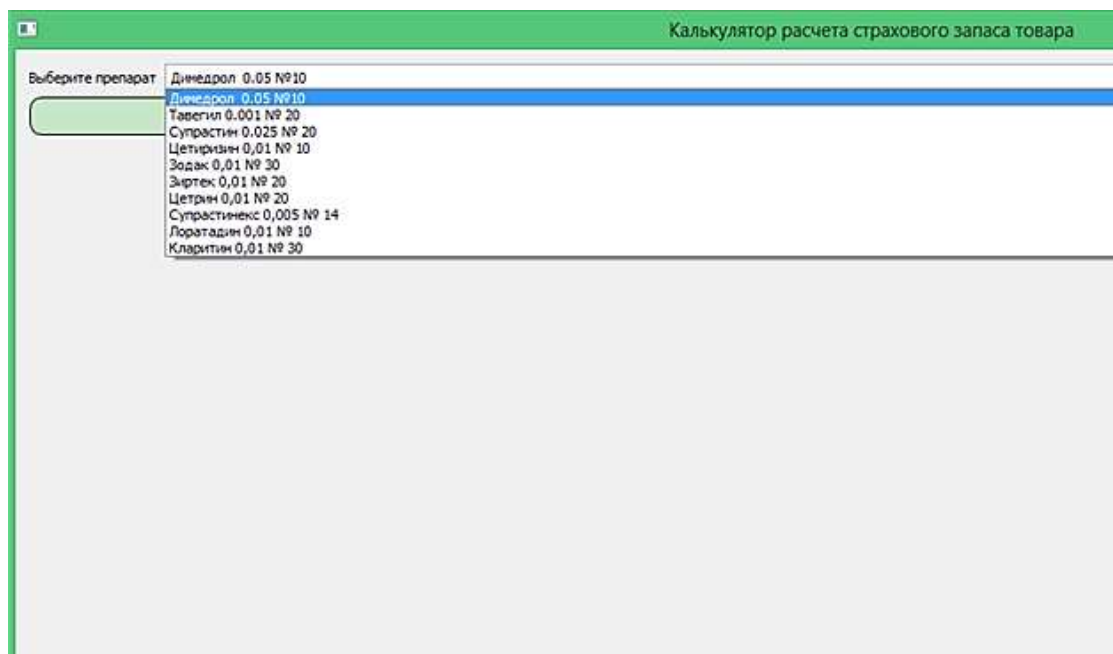 Калькулятор расчета страхового запаса товара
Выберите препарат Димедрол 0.05 №10
Димедрол 0.05 №10
Тавегил 0.001 № 20
Супрастин 0.025 № 20
Цетиризин 0,01 № 10
Зодак 0,01 № 30
Зиртек 0,01 № 20
Цетрин 0,01 № 20
Супрастинекс 0,005 № 14
Лоратадин 0,01 № 10
Кларитин 0,01 № 30